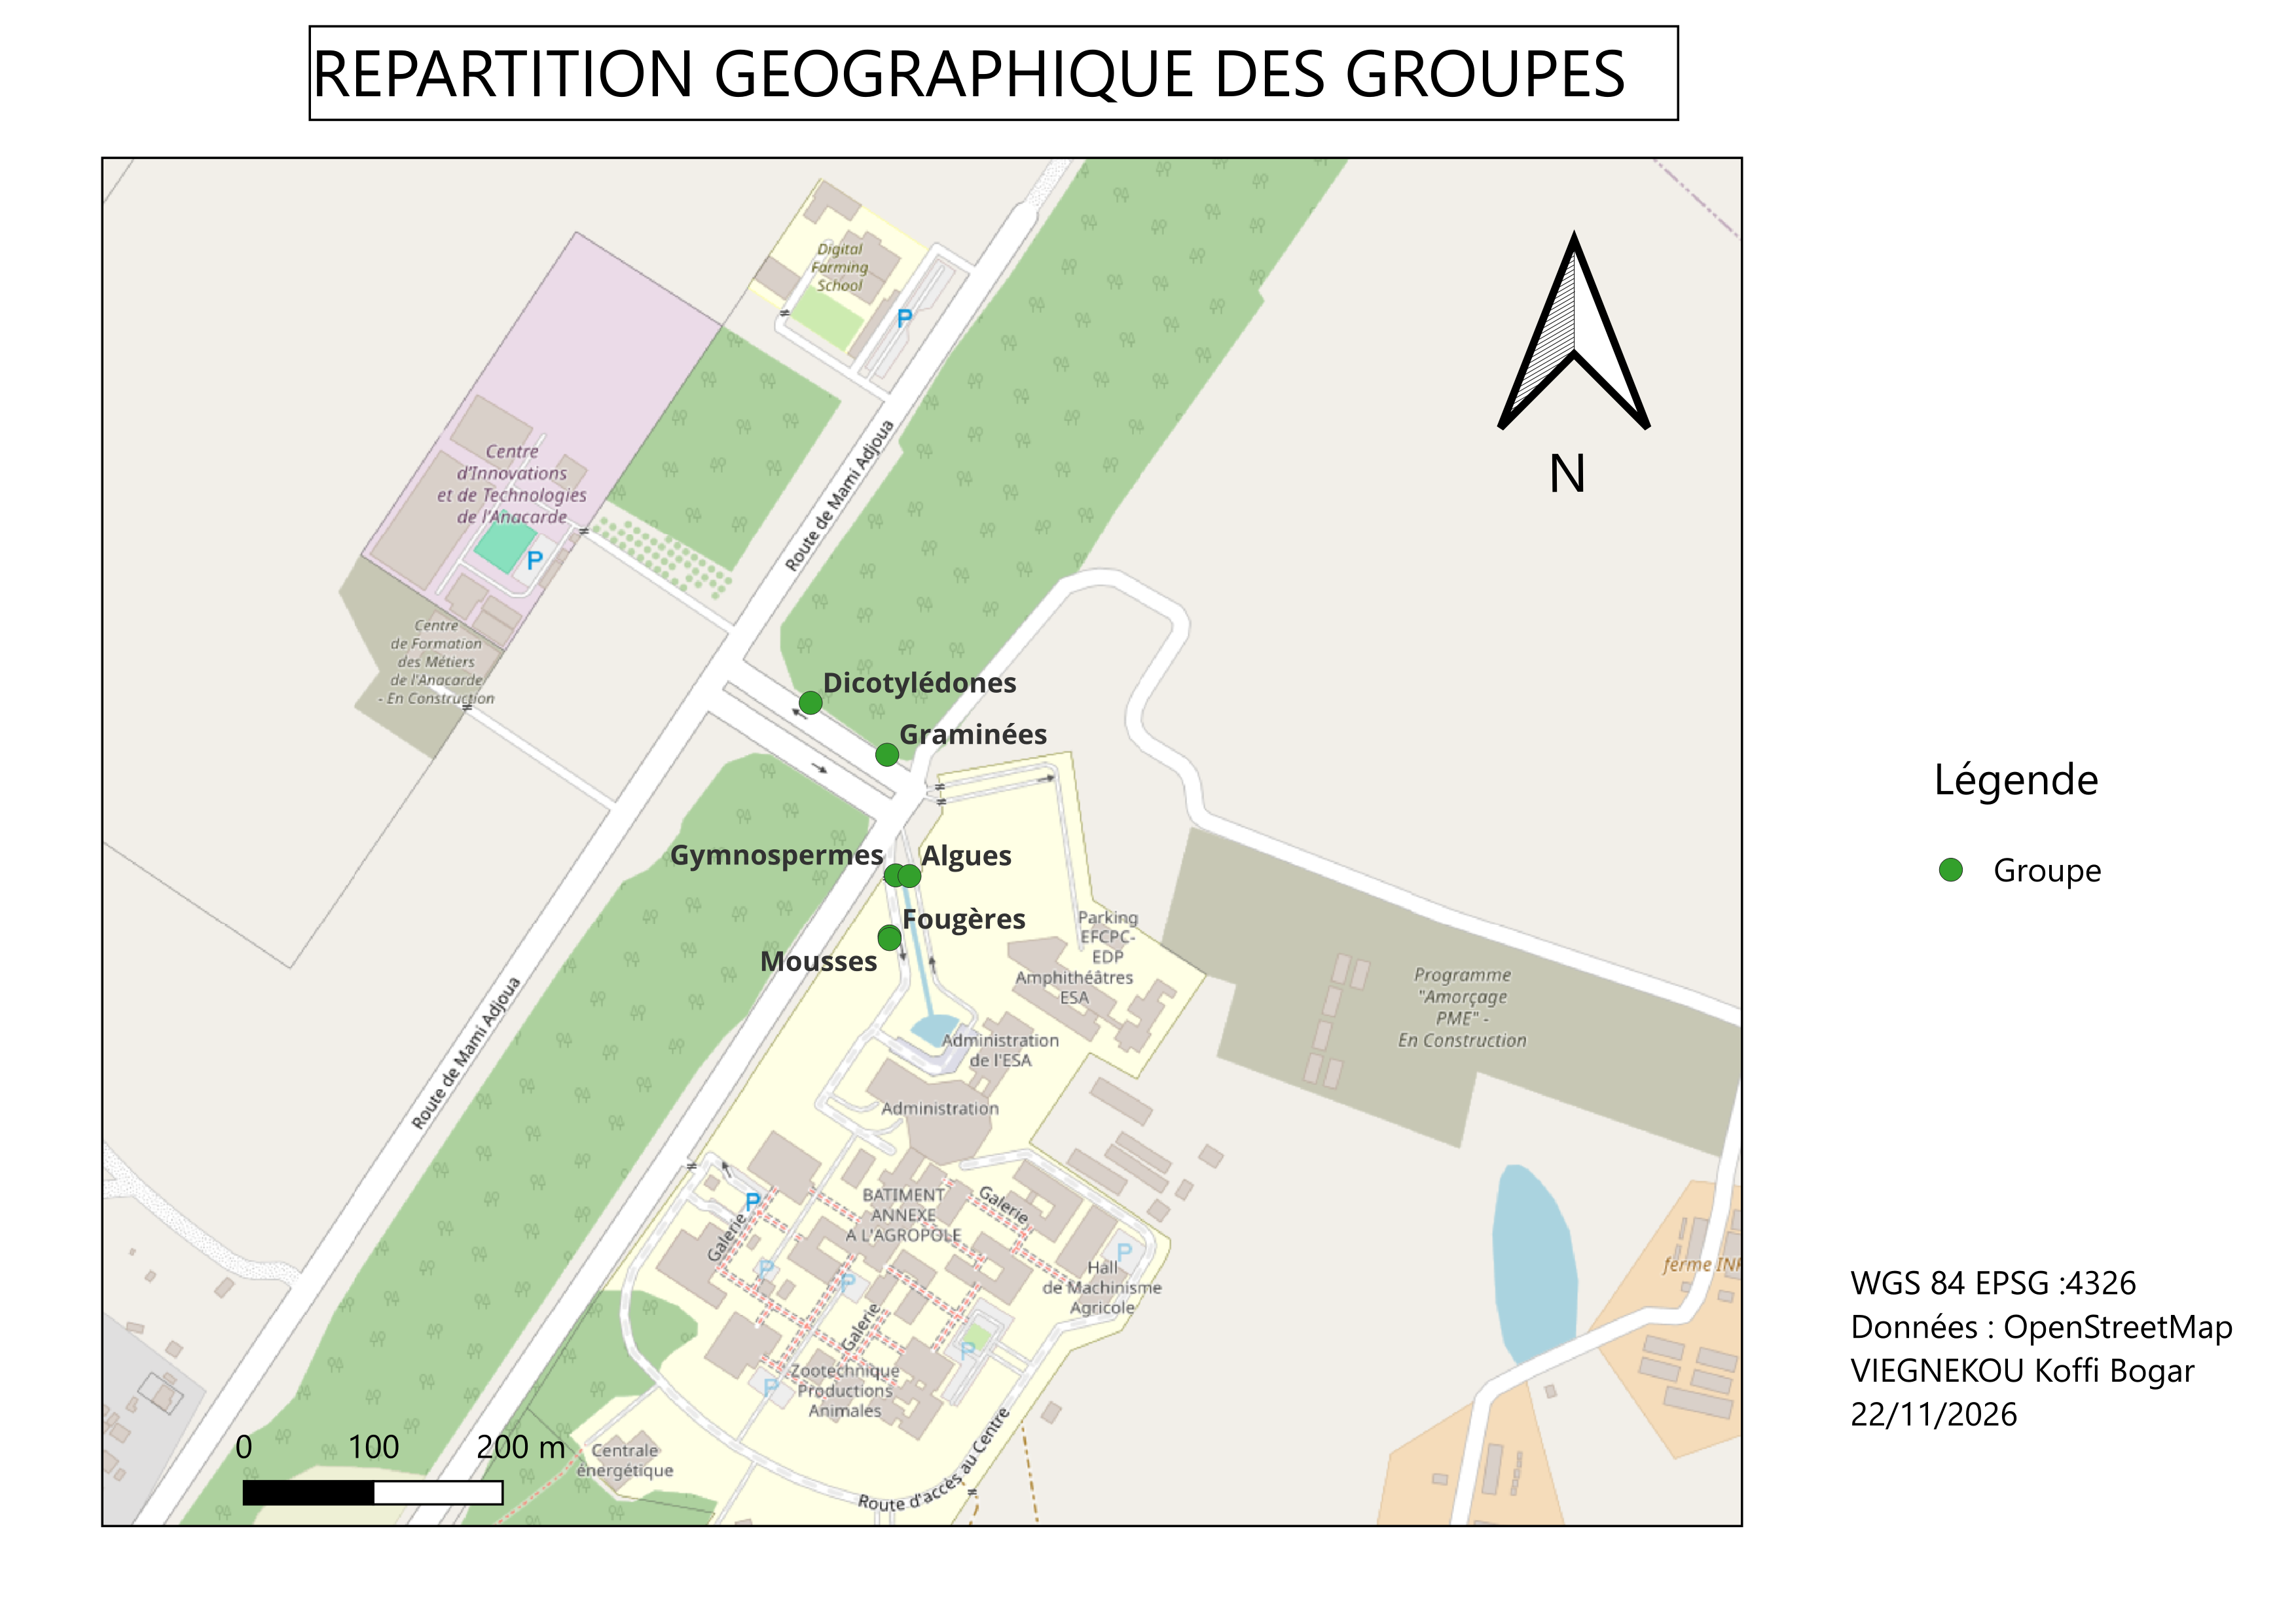 REPARTITION GEOGRAPHIQUE DES GROUPES
Digital
Farming
School
P
Centre
d'Innovations
et de Technologies
de l'Anacarde
P
Route de Mami Adjoua
N
Centre
de Formation
des Métiers
de l'Anacarde
- En Construction
Dicotylédones
Graminées
Gymnospermes
Algues
Fougères
Mousses
Parking
EFCPC-
EDP
Amphithéâtres
ESA
Programme
"Amorçage
PME" -
En Construction
Administration
de l'ESA
Administration
Route de Mami Adjoua
P
Galerie
BATIMENT
ANNEXE
A L'AGROPOLE
Galerie
P
P
P
Hall
de Machinisme
Agricole
ferme
Galerie
P
Zootechnique
Productions
Animales
P
Centrale
énergétique
Route d'accès au Centre
0 100 200 m
Légende
Groupe
WGS 84 EPSG :4326
Données : OpenStreetMap
VIEGNEKOU Koffi Bogar
22/11/2026